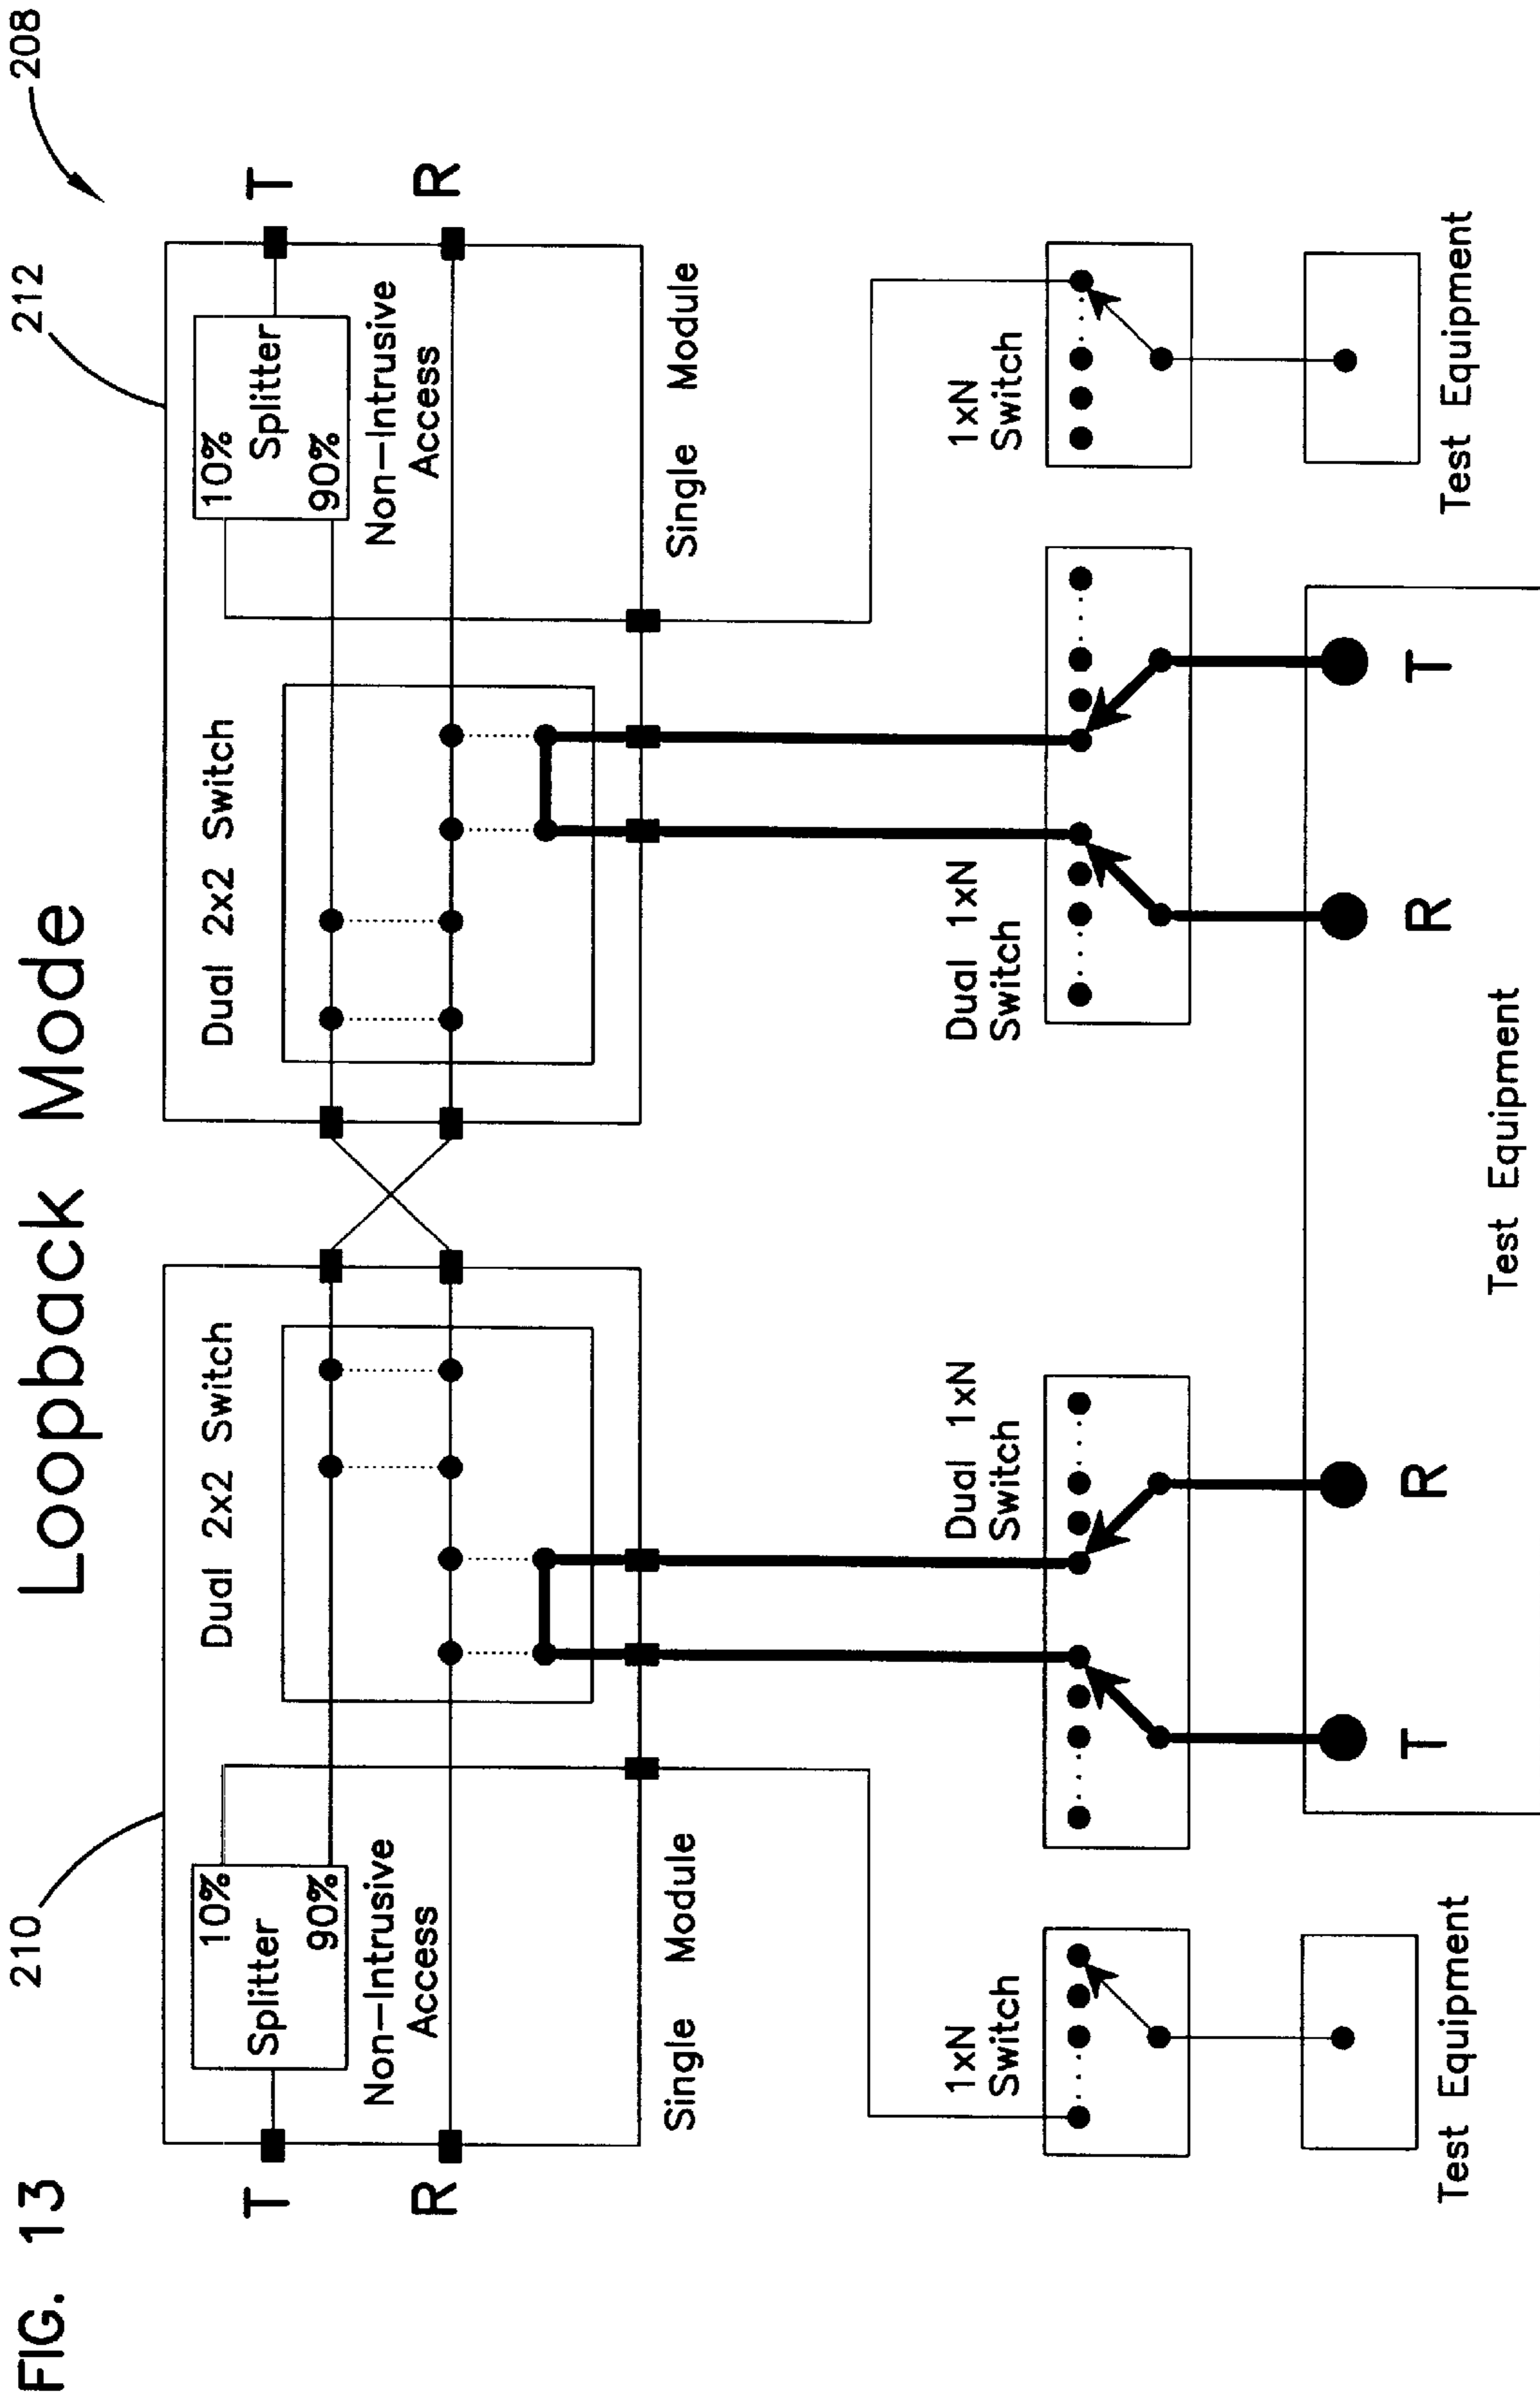 FIG. 13
Loopback Mode
208
210
212
T
R
10%
Splitter
90%
Non-Intrusive
Access
Dual 2x2 Switch
Single Module
Dual 2x2 Switch
10%
Splitter
90%
Non-Intrusive
Access
Single Module
T
R
1xN
Switch
Dual 1xN
Switch
Dual 1xN
Switch
1xN
Switch
Test Equipment
T
R
Test Equipment
R
T
Test Equipment